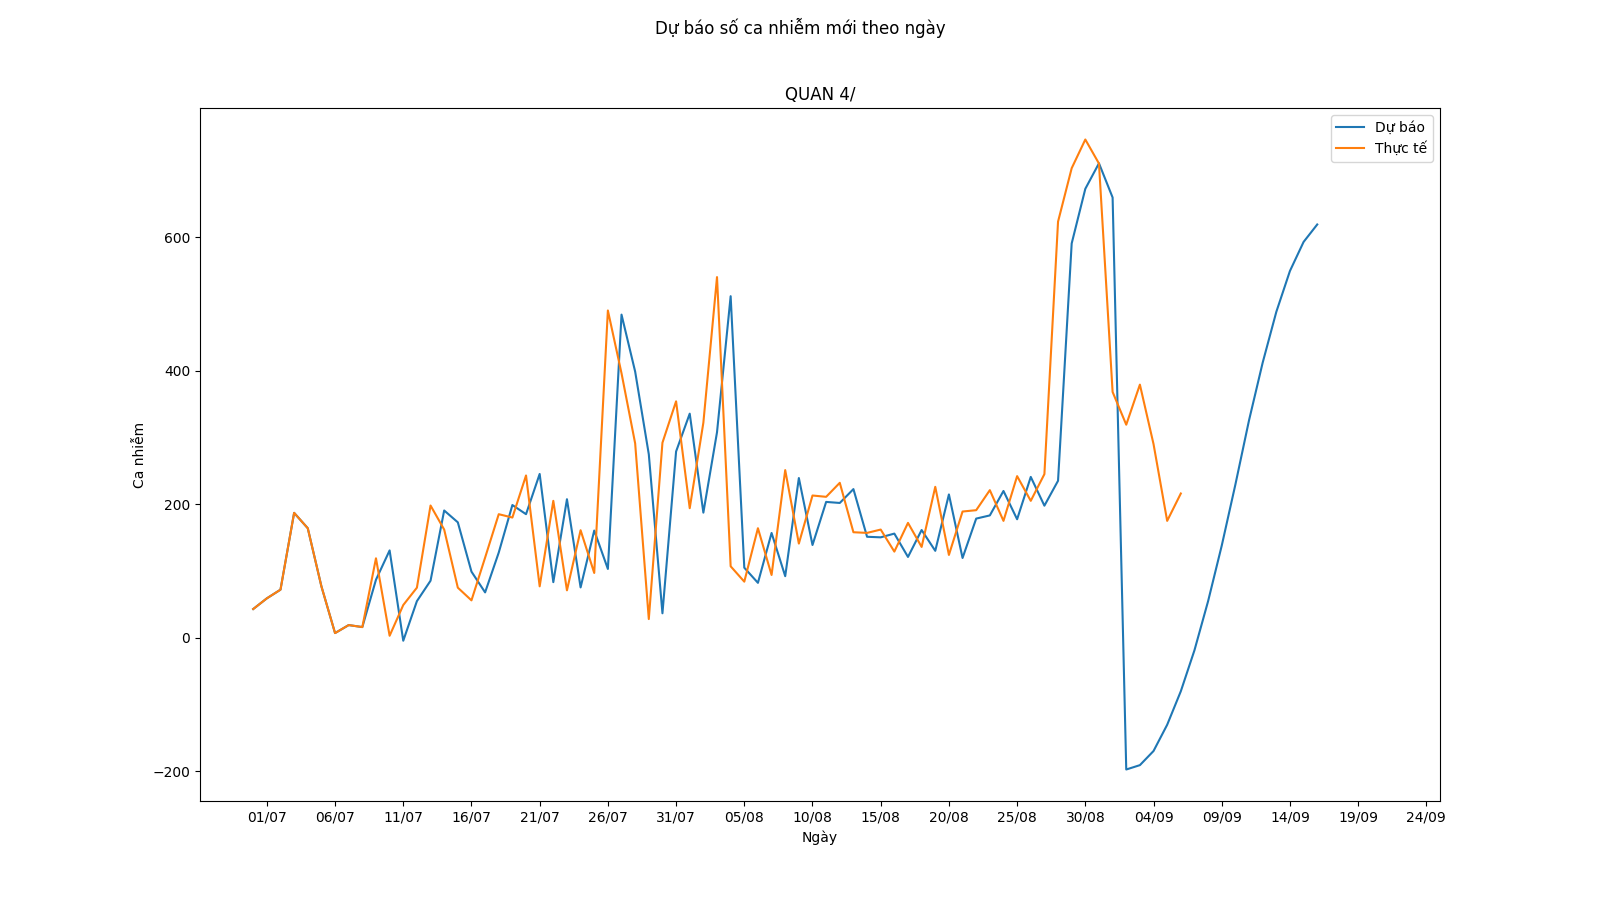 Dự báo số ca nhiễm mới theo ngày
QUAN 4/
Dự báo
Thực tế
Ca nhiễm
600
400
200
0
−200
01/07 06/07 11/07 16/07 21/07 26/07 31/07 05/08 10/08 15/08 20/08 25/08 30/08 04/09 09/09 14/09 19/09 24/09
Ngày